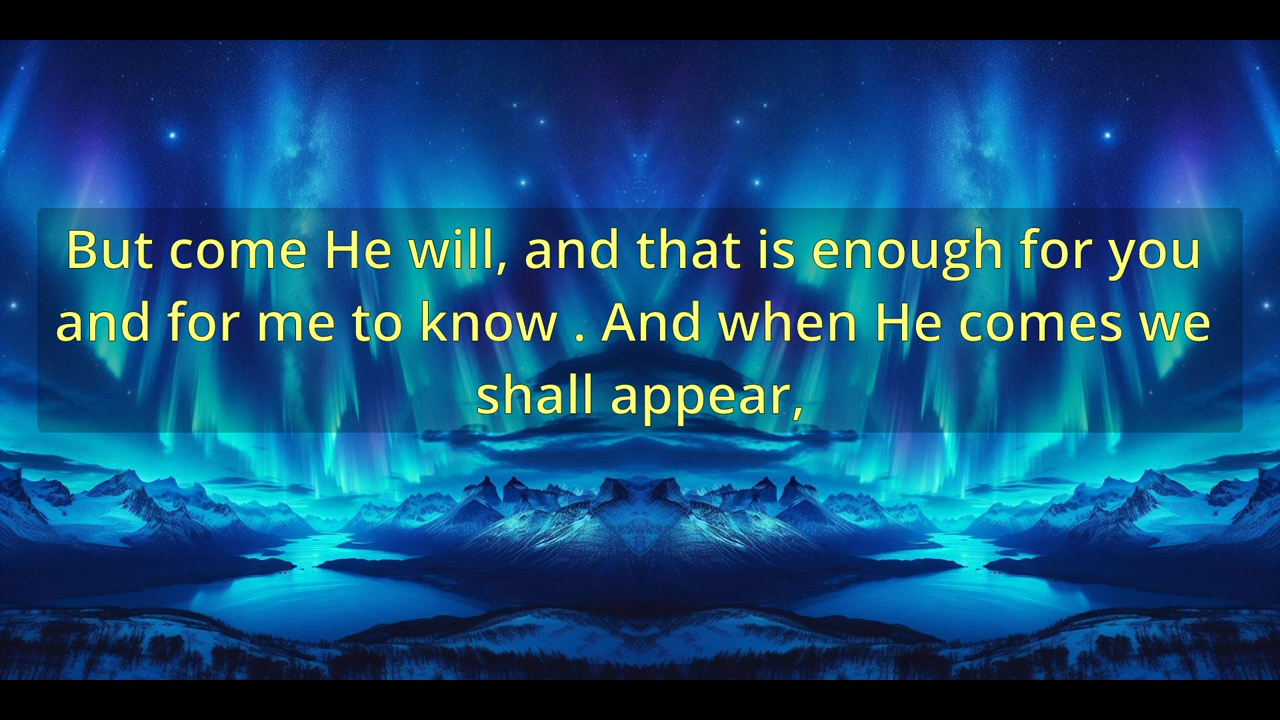 But come He will, and that is enough for you
and for me to know . And when He comes we
shall appear,